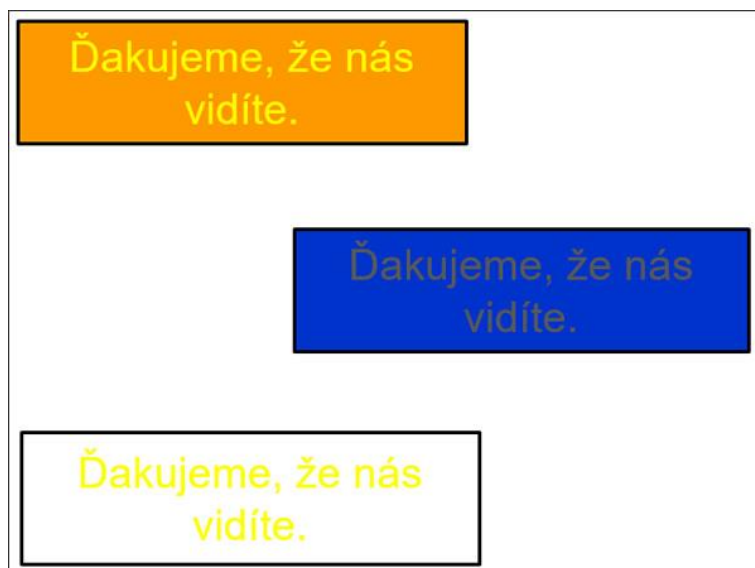 Ďakujeme, že nás
vidíte.
Ďakujeme, že nás
vidíte.
Ďakujeme, že nás
vidíte.